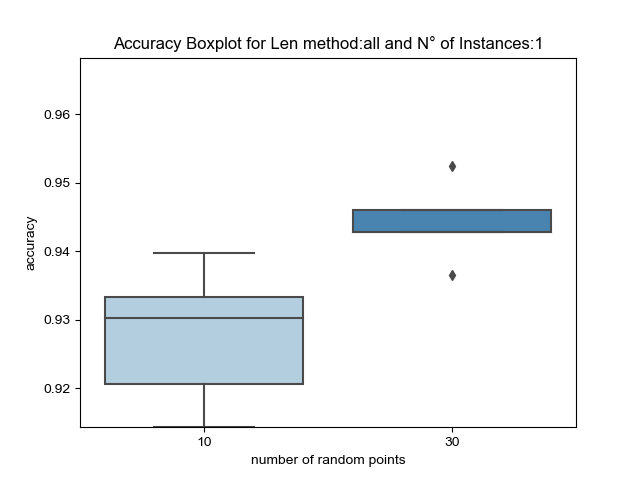 Accuracy Boxplot for Len method:all and N° of Instances:1
0.96
0.95
0.94
0.93
0.92
accuracy
10
30
number of random points